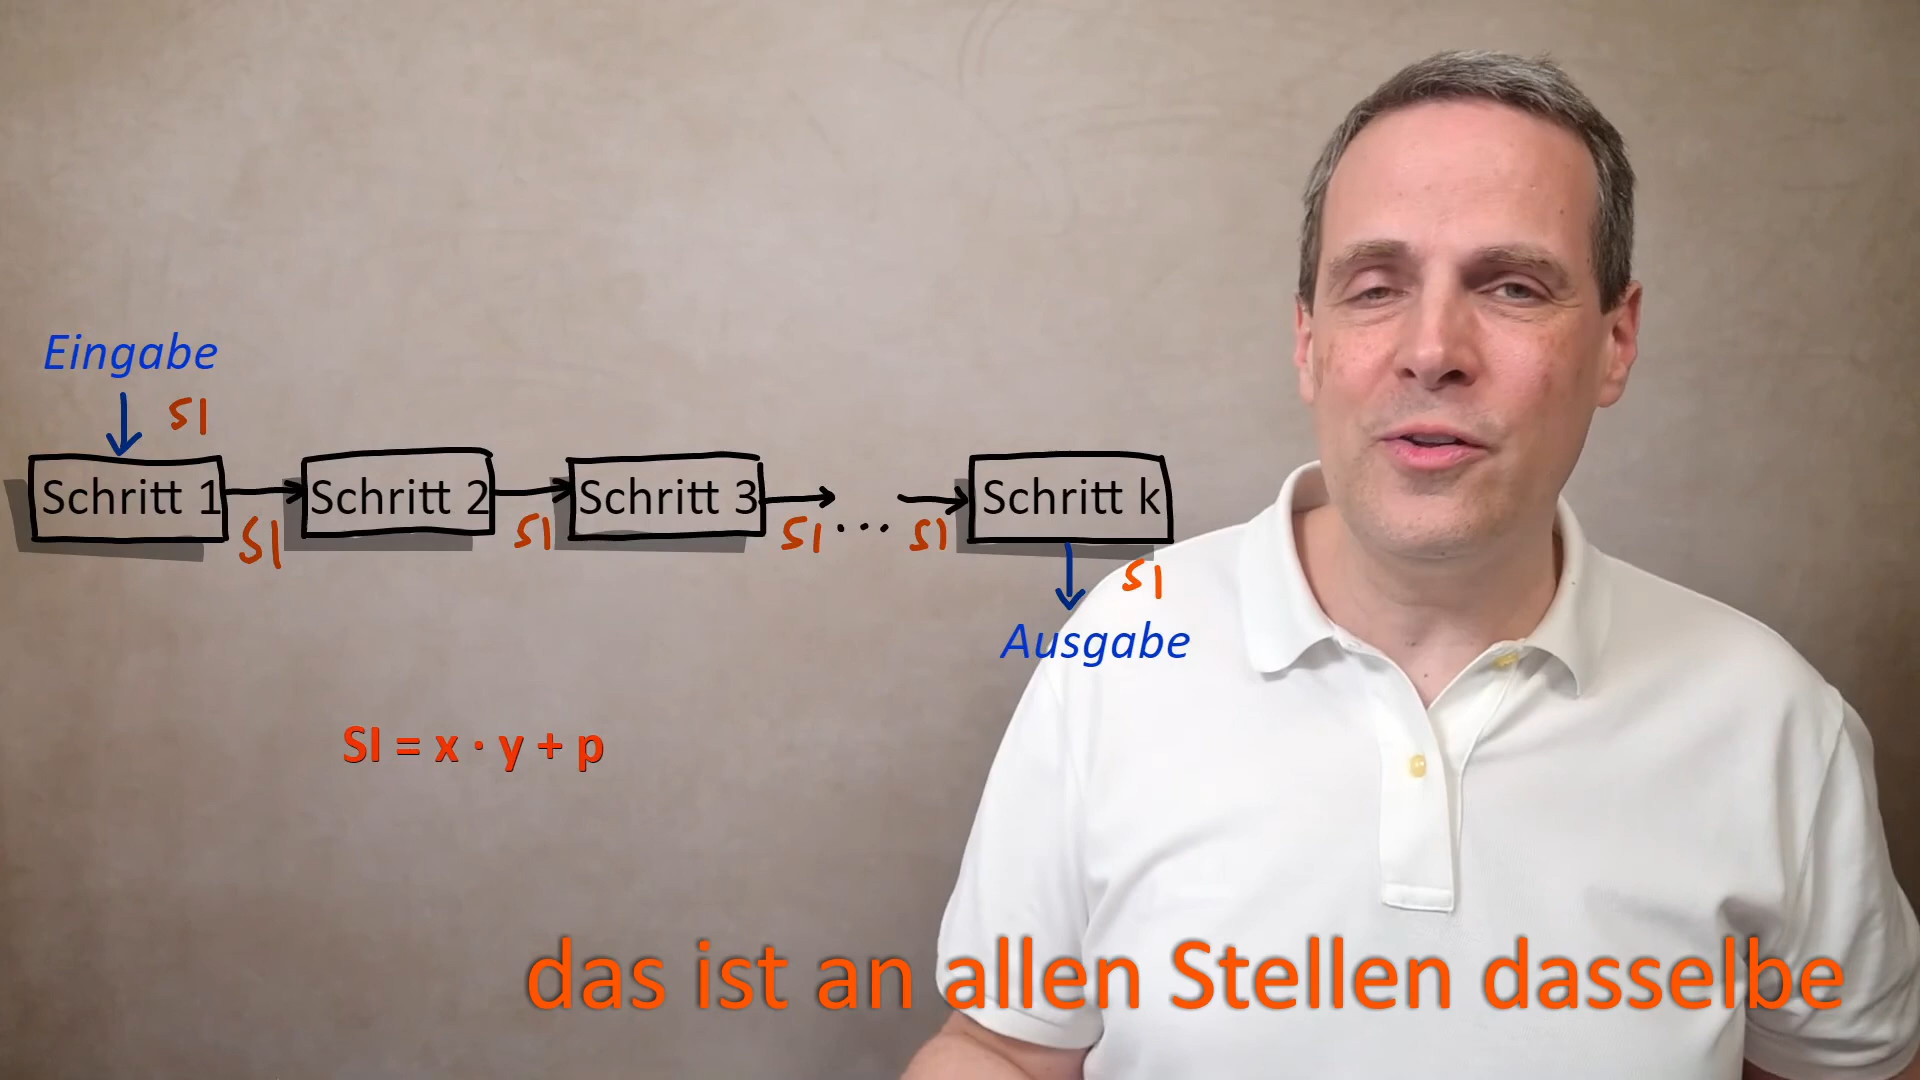 Eingabe
SI
Schritt 1
SI
Schritt 2
SI
Schritt 3
SI
...
SI
Schritt k
SI
Ausgabe
SI = x · y + p
das ist an allen Stellen dasselbe